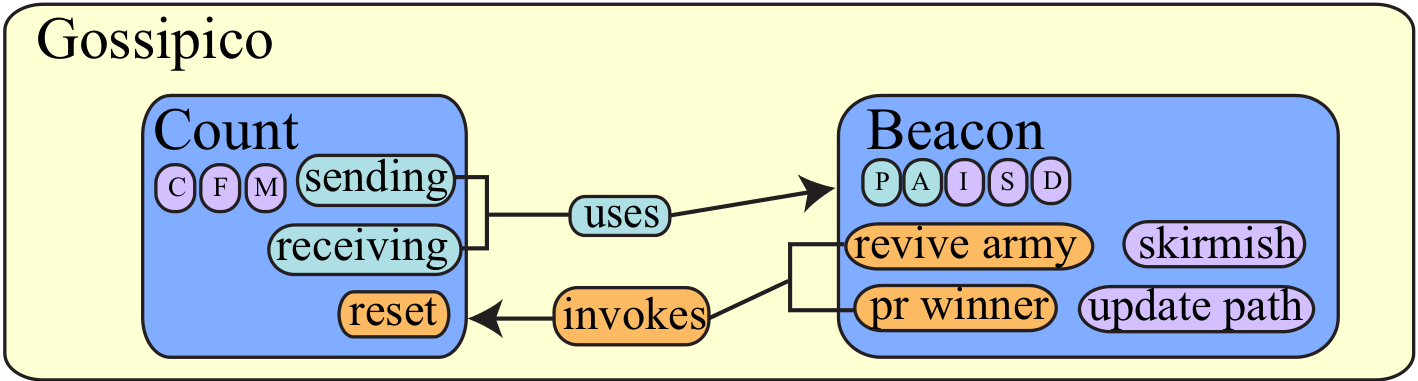 Gossipico
Count
C F M
sending
receiving
reset
uses
invokes
Beacon
P A I S D
revive army
skirmish
pr winner
update path